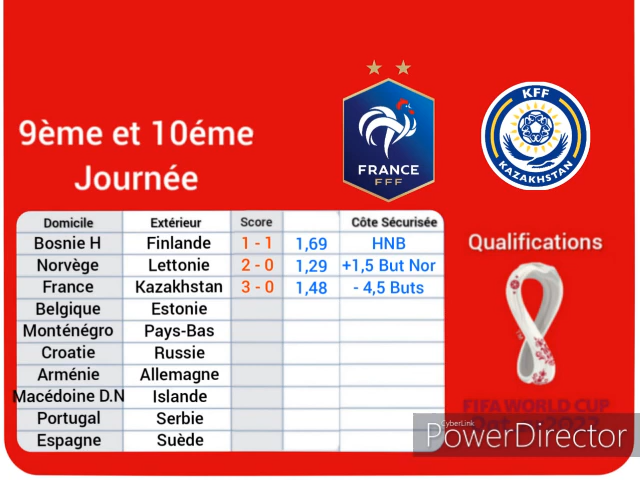 9ème et 10éme
Journée
FRANCE
FFF
KFF
KAZAKHSTAN
Domicile Extérieur Score Côte Sécurisée
Bosnie H Finlande 1 - 1 1,69 HNB
Norvège Lettonie 2 - 0 1,29 +1,5 But Nor
France Kazakhstan 3 - 0 1,48 - 4,5 Buts
Belgique Estonie
Monténégro Pays-Bas
Croatie Russie
Arménie Allemagne
Macédoine D.N Islande
Portugal Serbie
Espagne Suède
Qualifications
FIFA WORLD CUP
CyberLink
PowerDirector